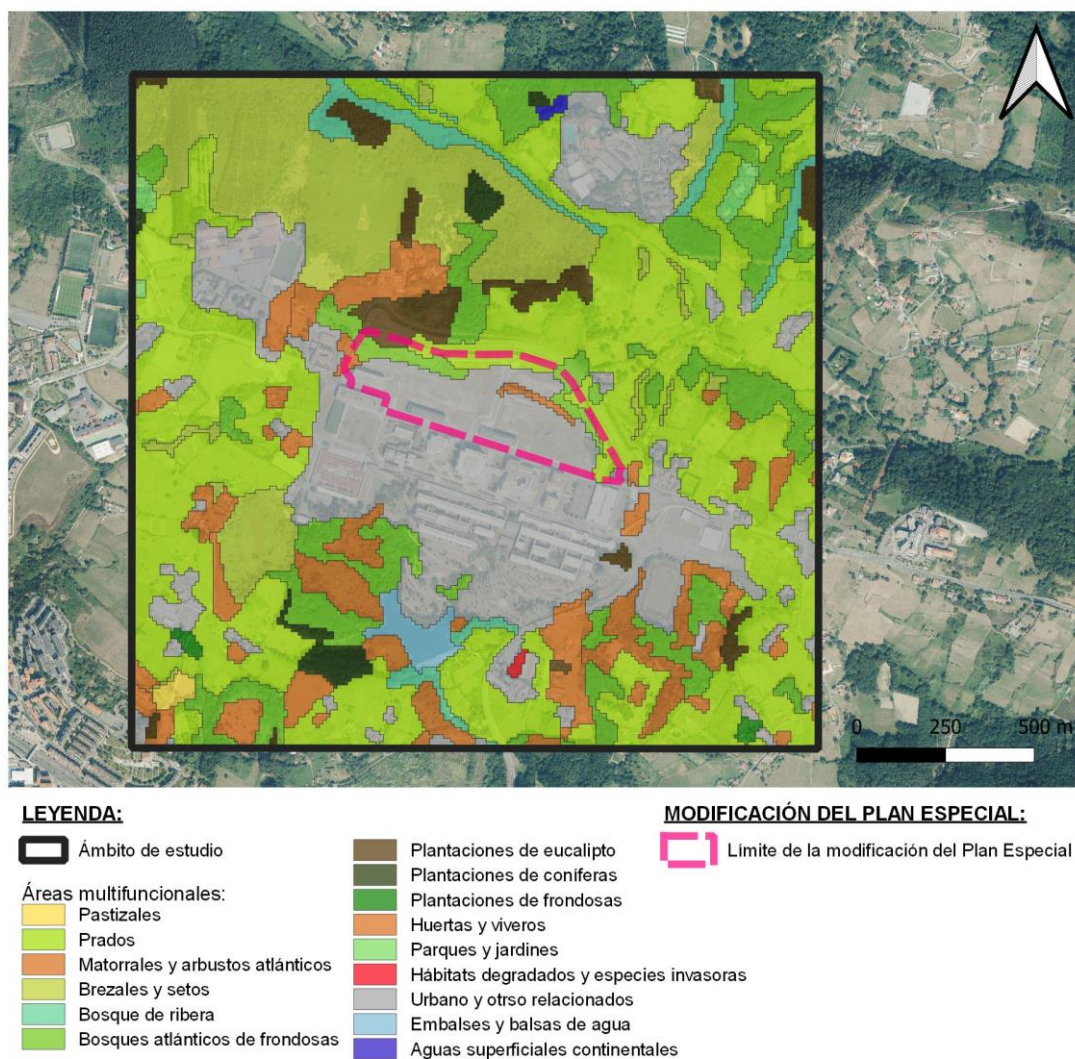 0 250 500 m
LEYENDA:
Ámbito de estudio
Áreas multifuncionales:
Pastizales
Prados
Matorrales y arbustos atlánticos
Brezales y setos
Bosque de ribera
Bosques atlánticos de frondosas
Plantaciones de eucalipto
Plantaciones de coníferas
Plantaciones de frondosas
Huertas y viveros
Parques y jardines
Hábitats degradados y especies invasoras
Urbano y otrso relacionados
Embalses y balsas de agua
Aguas superficiales continentales
MODIFICACIÓN DEL PLAN ESPECIAL:
Límite de la modificación del Plan Especial